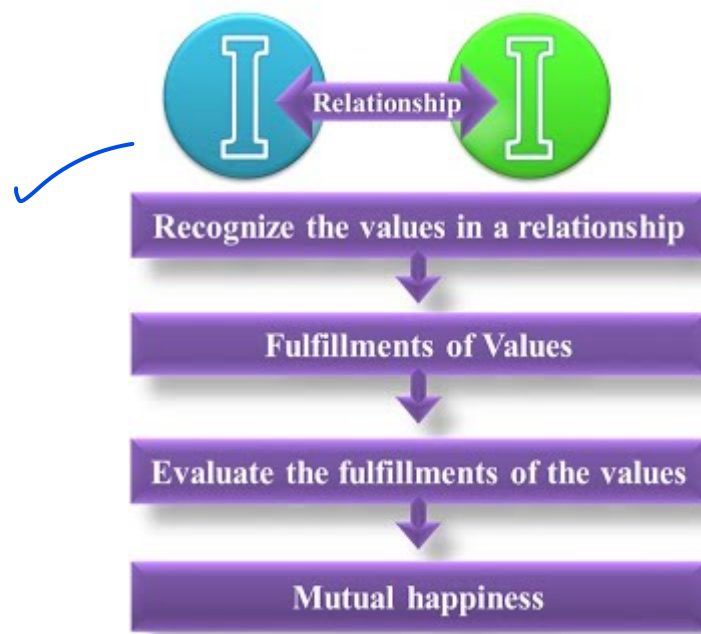 I Relationship I
Recognize the values in a relationship
Fulfillments of Values
Evaluate the fulfillments of the values
Mutual happiness